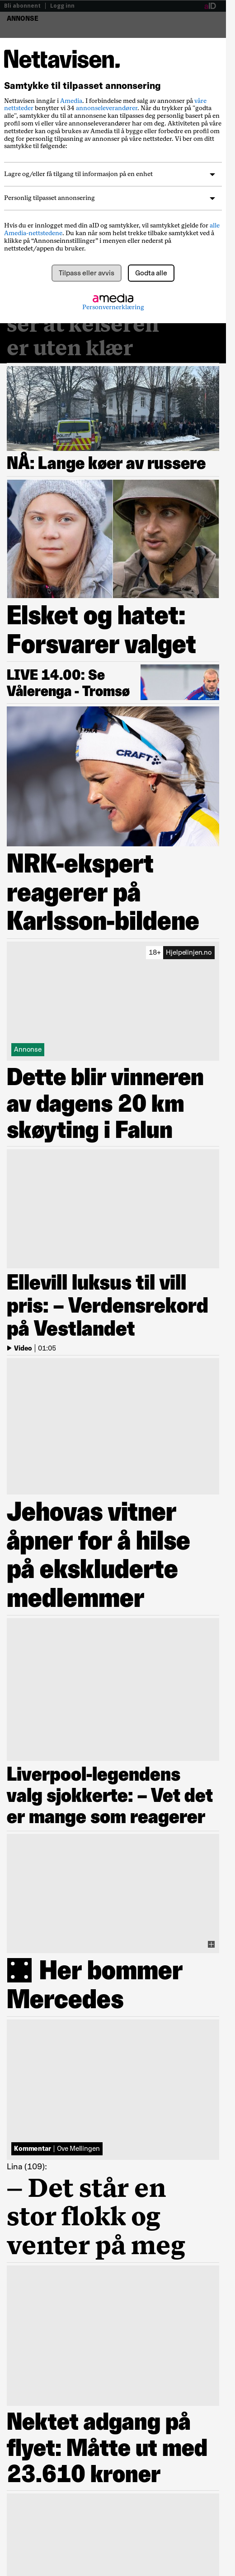 Bli abonnent | Logg inn
aID
ANNONSE
Nettavisen.
Samtykke til tilpasset annonsering
Nettavisen inngår i Amedia. I forbindelse med salg av annonser på våre
nettsteder benytter vi 34 annonseleverandører. Når du trykker på "godta
alle", samtykker du til at annonsene kan tilpasses deg personlig basert på en
profil som vi eller våre annonseleverandører har om deg. Aktivitet på våre
nettsteder kan også brukes av Amedia til å bygge eller forbedre en profil om
deg for personlig tilpasning av annonser på våre nettsteder. Vi ber om ditt
samtykke til følgende:
Lagre og/eller få tilgang til informasjon på en enhet
Personlig tilpasset annonsering
Hvis du er innlogget med din aID og samtykker, vil samtykket gjelde for alle
Amedia-nettstedene. Du kan når som helst trekke tilbake samtykket ved å
klikke på “Annonseinnstillinger” i menyen eller nederst på
nettstedet/appen du bruker.
Tilpass eller avvis
Godta alle
amedia
Personvernerklæring
ser at keiseren
er uten klær
NÅ: Lange køer av russere
Elsket og hatet:
Forsvarer valget
LIVE 14.00: Se
Vålerenga - Tromsø
CRAFT
NRK-ekspert
reagerer på
Karlsson-bildene
18+ Hjelpelinjen.no
Annonse
Dette blir vinneren
av dagens 20 km
skøyting i Falun
Ellevill luksus til vill
pris: – Verdensrekord
på Vestlandet
Video | 01:05
Jehovas vitner
åpner for å hilse
på ekskluderte
medlemmer
Liverpool-legendens
valg sjokkerte: – Vet det
er mange som reagerer
Her bommer
Mercedes
Kommentar | Ove Mellingen
Lina (109):
– Det står en
stor flokk og
venter på meg
Nektet adgang på
flyet: Måtte ut med
23.610 kroner